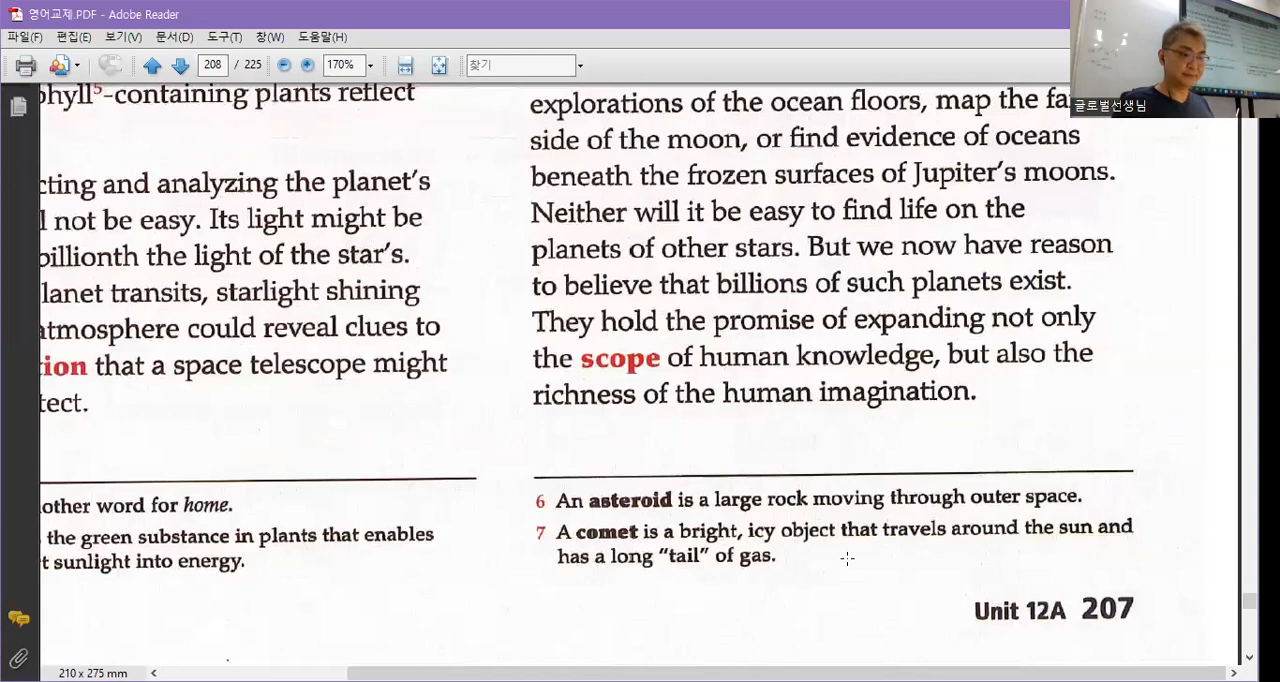 영어교제.PDF - Adobe Reader
파일(F) 편집(E) 보기(V) 문서(D) 도구(T) 창(W) 도움말(H)
208 / 225 170% 찾기
글로벌선생님
phyll5-containing plants reflect
cting and analyzing the planet's
l not be easy. Its light might be
billionth the light of the star's.
lanet transits, starlight shining
atmosphere could reveal clues to
tion that a space telescope might
tect.
other word for home.
the green substance in plants that enables
t sunlight into energy.
explorations of the ocean floors, map the fa
side of the moon, or find evidence of oceans
beneath the frozen surfaces of Jupiter's moons.
Neither will it be easy to find life on the
planets of other stars. But we now have reason
to believe that billions of such planets exist.
They hold the promise of expanding not only
the scope of human knowledge, but also the
richness of the human imagination.
6 An asteroid is a large rock moving through outer space.
7 A comet is a bright, icy object that travels around the sun and
has a long "tail" of gas.
Unit 12A 207
210 x 275 mm